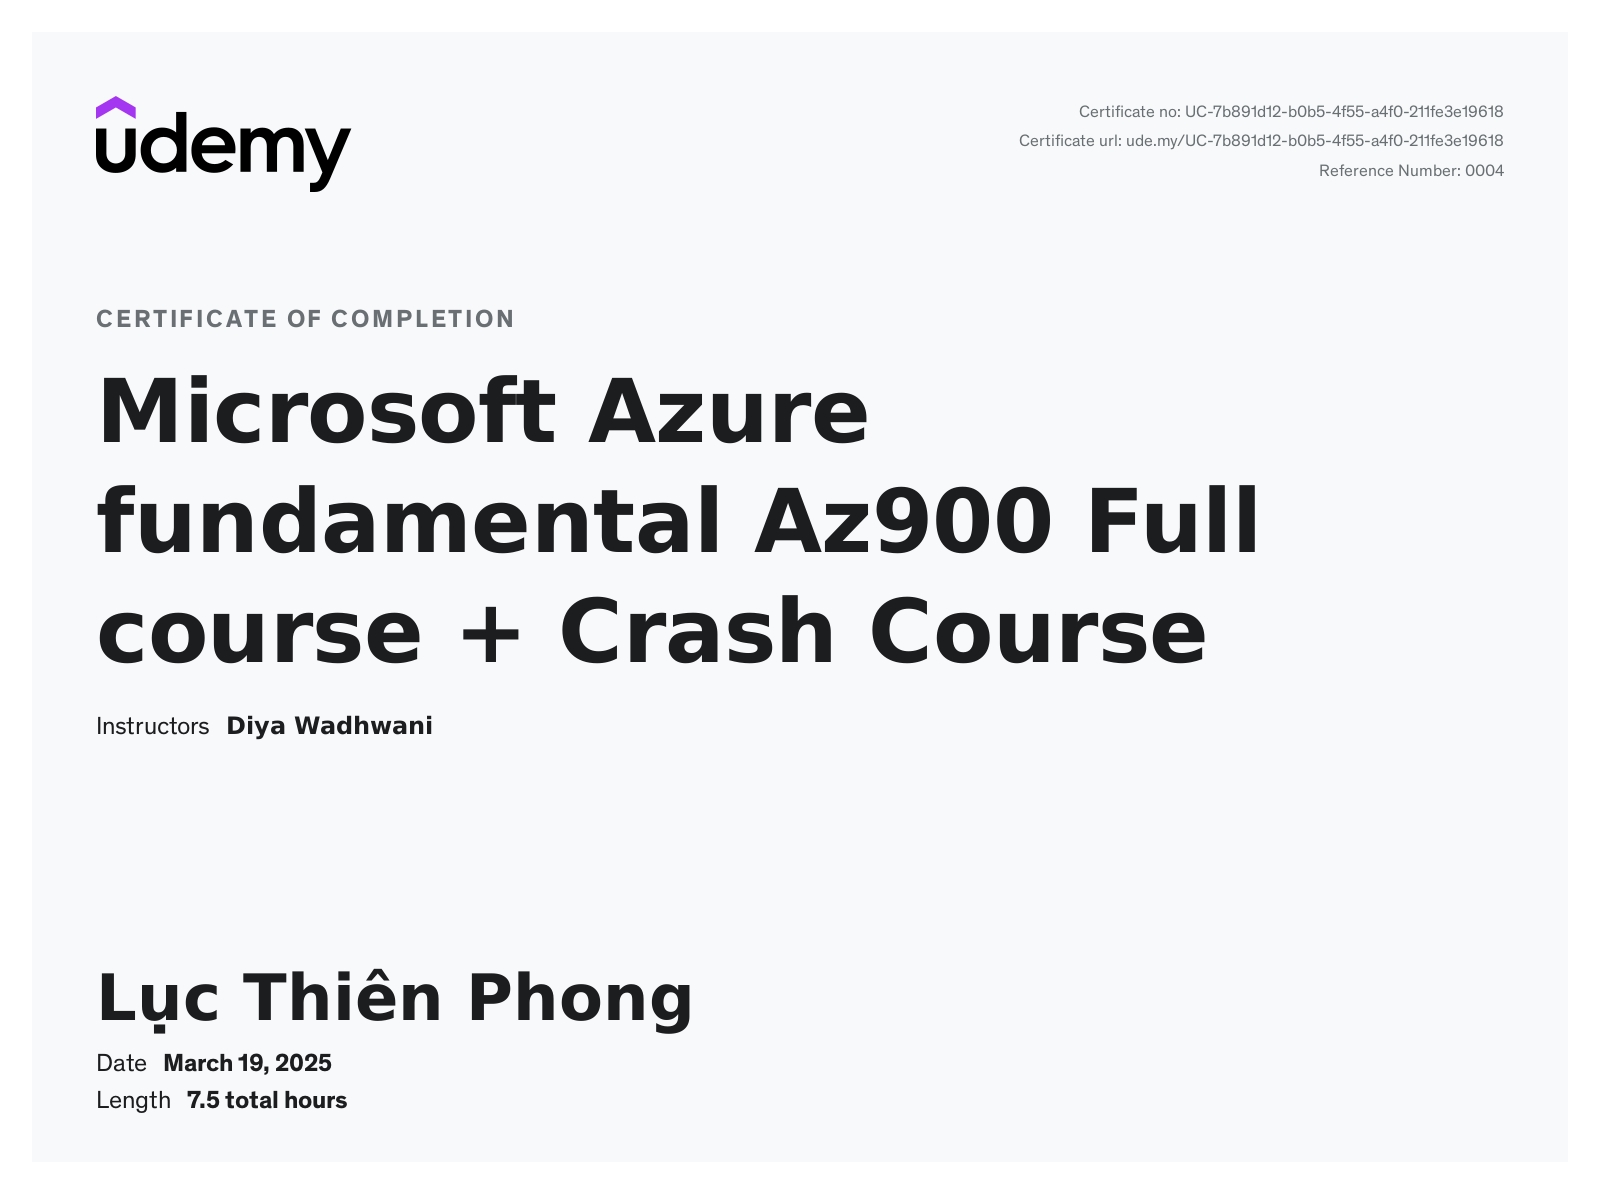 udemy
Certificate no: UC-7b891d12-b0b5-4f55-a4f0-211fe3e19618
Certificate url: ude.my/UC-7b891d12-b0b5-4f55-a4f0-211fe3e19618
Reference Number: 0004
CERTIFICATE OF COMPLETION
Microsoft Azure
fundamental Az900 Full
course + Crash Course
Instructors Diya Wadhwani
Lục Thiên Phong
Date March 19, 2025
Length 7.5 total hours